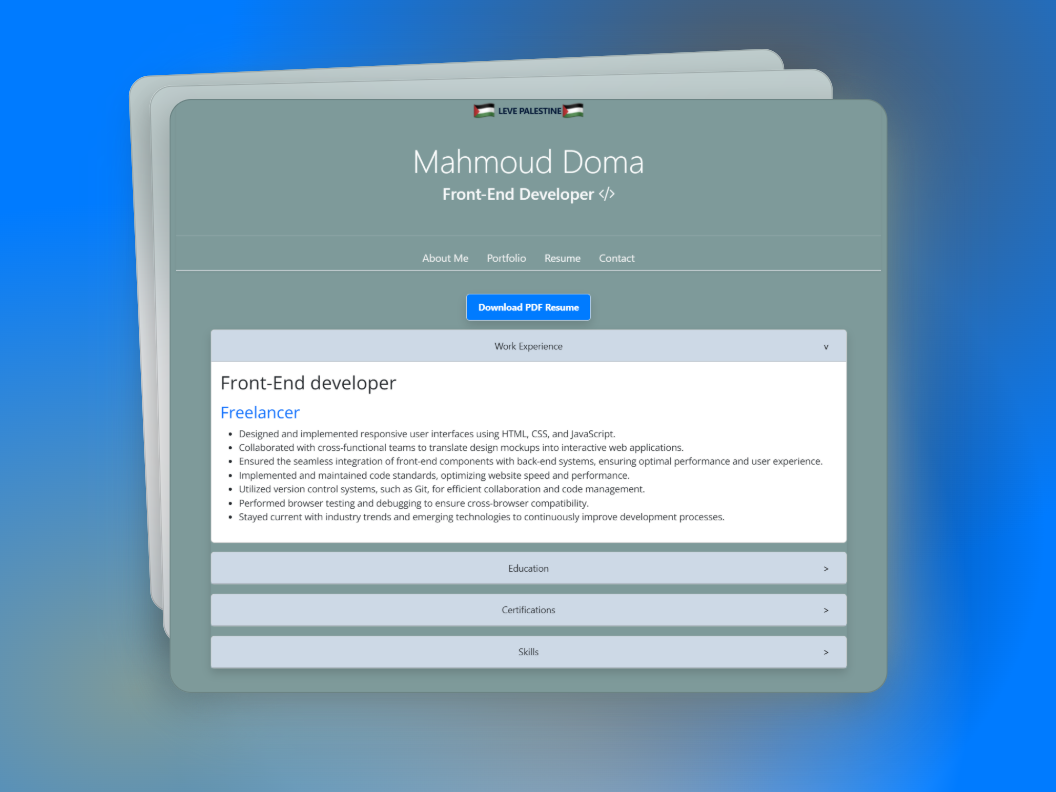 LEVE PALESTINE
Mahmoud Doma
Front-End Developer </>
About Me Portfolio Resume Contact
Download PDF Resume
Work Experience v
Front-End developer
Freelancer
• Designed and implemented responsive user interfaces using HTML, CSS, and JavaScript.
• Collaborated with cross-functional teams to translate design mockups into interactive web applications.
• Ensured the seamless integration of front-end components with back-end systems, ensuring optimal performance and user experience.
• Implemented and maintained code standards, optimizing website speed and performance.
• Utilized version control systems, such as Git, for efficient collaboration and code management.
• Performed browser testing and debugging to ensure cross-browser compatibility.
• Stayed current with industry trends and emerging technologies to continuously improve development processes.
Education >
Certifications >
Skills >